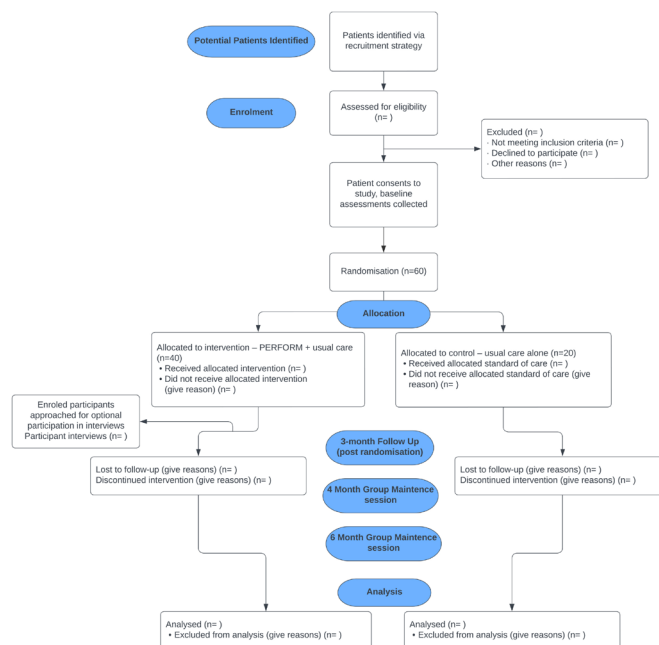 Potential Patients Identified
Patients identified via
recruitment strategy
Enrolment
Assessed for eligibility
(n= )
Excluded (n= )
- Not meeting inclusion criteria (n= )
- Declined to participate (n= )
- Other reasons (n= )
Patient consents to
study, baseline
assessments collected
Randomisation (n=60)
Allocation
Allocated to intervention – PERFORM + usual care
(n=40)
• Received allocated intervention (n= )
• Did not receive allocated intervention
(give reason) (n= )
Allocated to control – usual care alone (n=20)
• Received allocated standard of care (n= )
• Did not receive allocated standard of care (give
reason) (n= )
Enroled participants
approached for optional
participation in interviews
Participant interviews (n= )
3-month Follow Up
(post randomisation)
Lost to follow-up (give reasons) (n= )
Discontinued intervention (give reasons) (n= )
Lost to follow-up (give reasons) (n= )
Discontinued intervention (give reasons) (n= )
4 Month Group Maintence
session
6 Month Group Maintence
session
Analysis
Analysed (n= )
• Excluded from analysis (give reasons) (n= )
Analysed (n= )
• Excluded from analysis (give reasons) (n= )